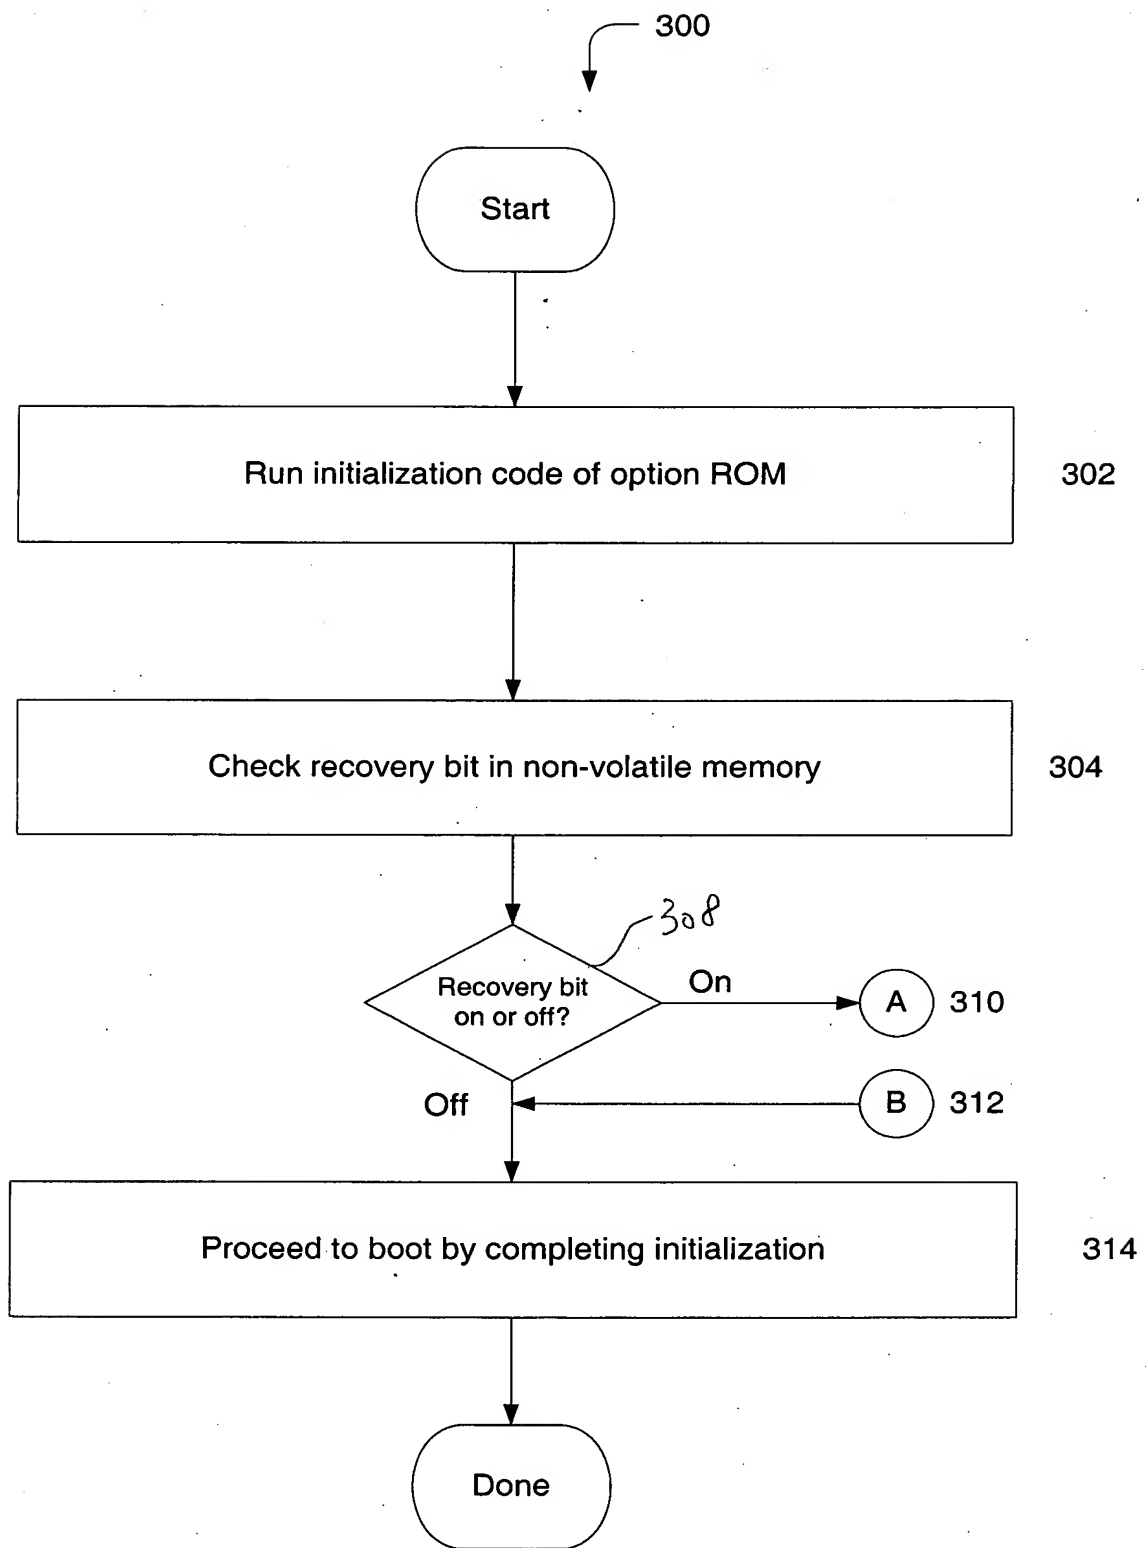 300
Start
Run initialization code of option ROM
302
Check recovery bit in non-volatile memory
304
308
Recovery bit
on or off?
On
A
310
Off
B
312
Proceed to boot by completing initialization
314
Done